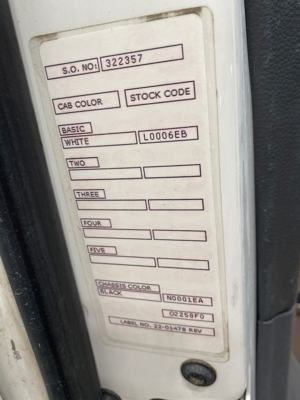 S.O. NO: 322357
CAB COLOR STOCK CODE
BASIC
WHITE L0006EB
TWO
THREE
FOUR
FIVE
CHASSIS COLOR
BLACK N0001EA
02258F0
LABEL NO. 22-01478 REV